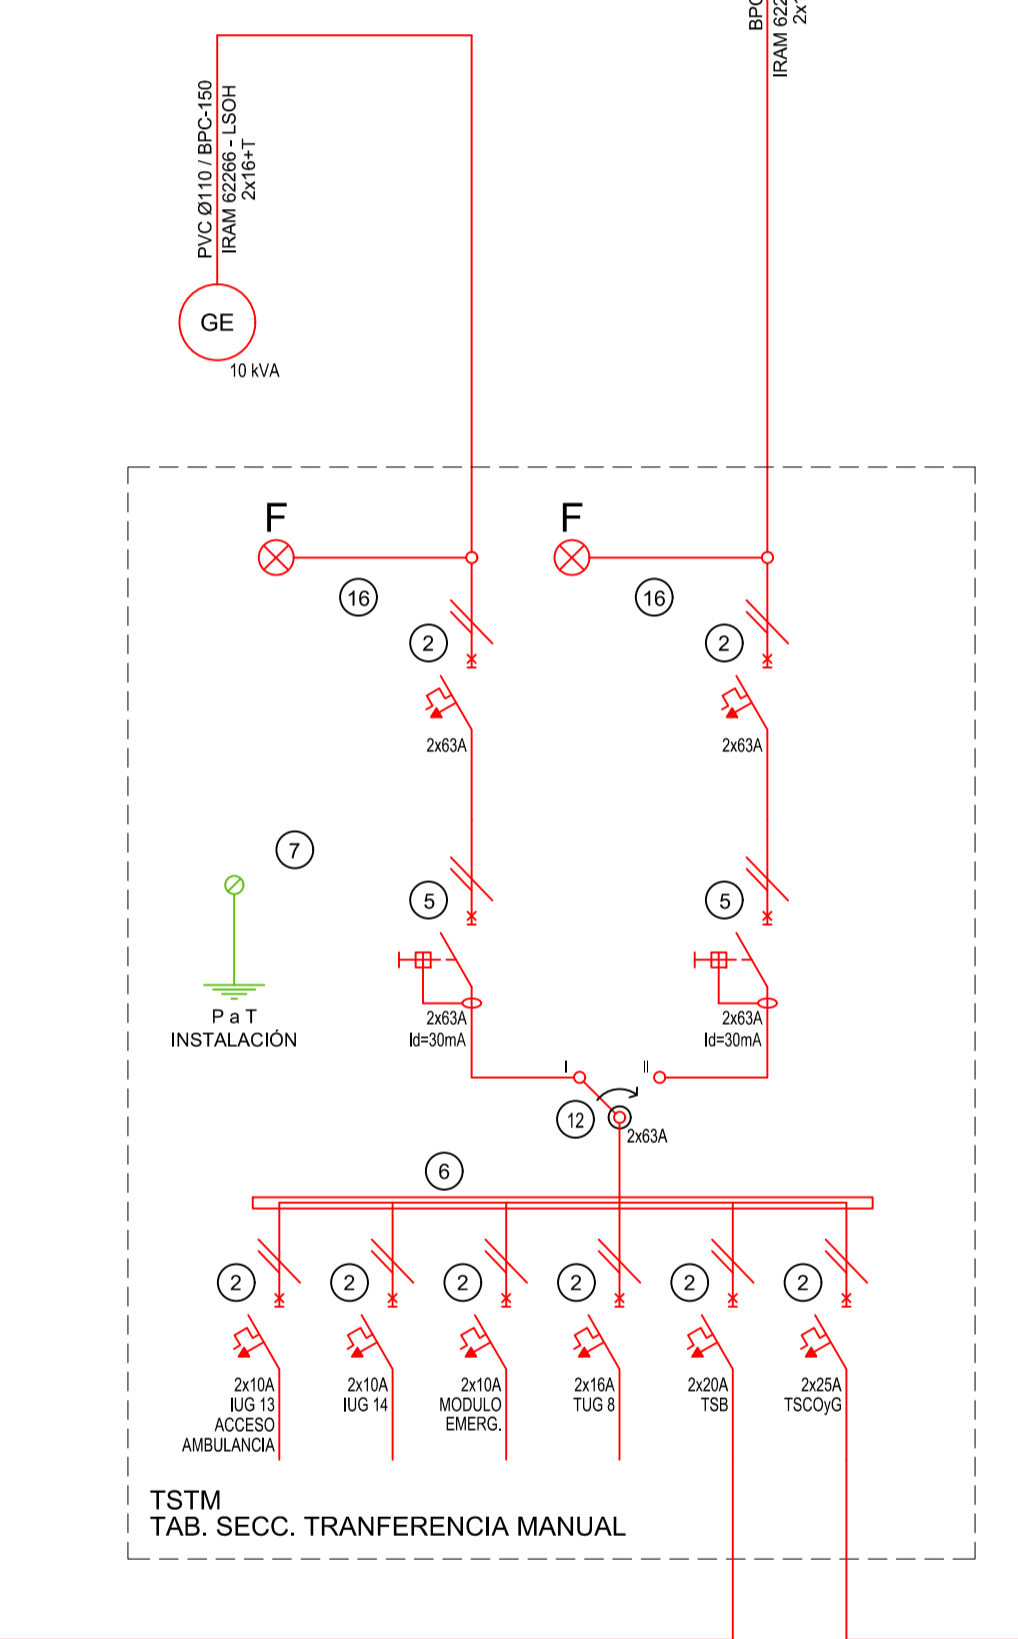 BPC
IRAM 622
2x1
PVC Ø110 / BPC-150
IRAM 62266 - LSOH
2x16+T
GE
10 kVA
F
F
16
16
2
2
2x63A
2x63A
7
5
5
P a T
INSTALACIÓN
2x63A
Id=30mA
2x63A
Id=30mA
I
II
12
2x63A
6
2
2
2
2
2
2
2x10A
IUG 13
ACCESO
AMBULANCIA
2x10A
IUG 14
2x10A
MODULO
EMERG.
2x16A
TUG 8
2x20A
TSB
2x25A
TSCOyG
TSTM
TAB. SECC. TRANFERENCIA MANUAL